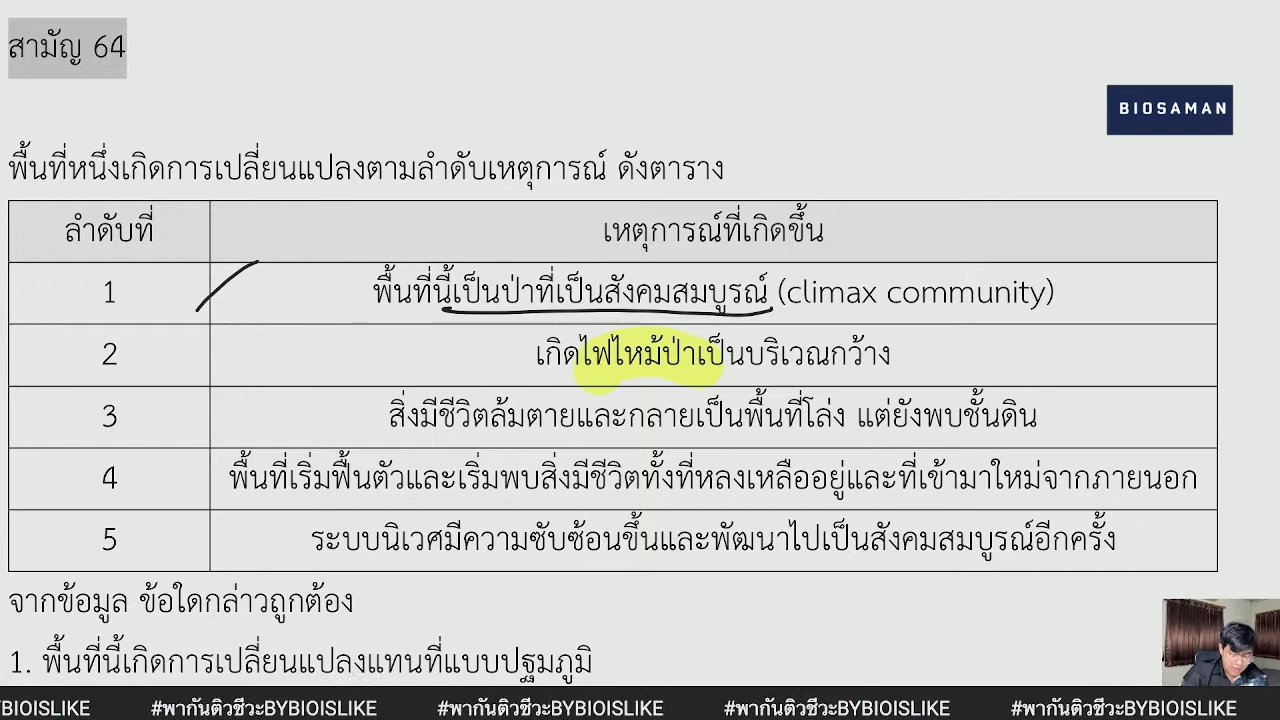 สามัญ 64
BIOSAMAN
พื้นที่หนึ่งเกิดการเปลี่ยนแปลงตามลำดับเหตุการณ์ ดังตาราง
ลำดับที่ เหตุการณ์ที่เกิดขึ้น
1 พื้นที่นี้เป็นป่าที่เป็นสังคมสมบูรณ์ (climax community)
2 เกิดไฟไหม้ป่าเป็นบริเวณกว้าง
3 สิ่งมีชีวิตล้มตายและกลายเป็นพื้นที่โล่ง แต่ยังพบชั้นดิน
4 พื้นที่เริ่มฟื้นตัวและเริ่มพบสิ่งมีชีวิตทั้งที่หลงเหลืออยู่และที่เข้ามาใหม่จากภายนอก
5 ระบบนิเวศมีความซับซ้อนขึ้นและพัฒนาไปเป็นสังคมสมบูรณ์อีกครั้ง
จากข้อมูล ข้อใดกล่าวถูกต้อง
1. พื้นที่นี้เกิดการเปลี่ยนแปลงแทนที่แบบปฐมภูมิ
BYBIOISLIKE #พากันติวชีวะBYBIOISLIKE #พากันติวชีวะBYBIOISLIKE #พากันติวชีวะBYBIOISLIKE #พากันติวชีวะBYBIOISLIKE